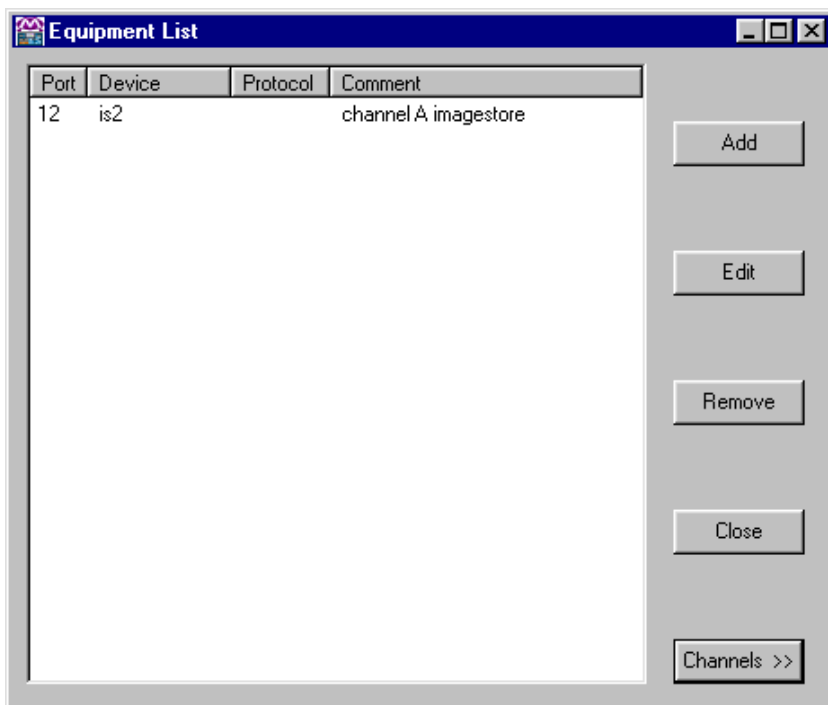 Equipment List
Port Device Protocol Comment
12 is2 channel A imagestore
Add
Edit
Remove
Close
Channels >>